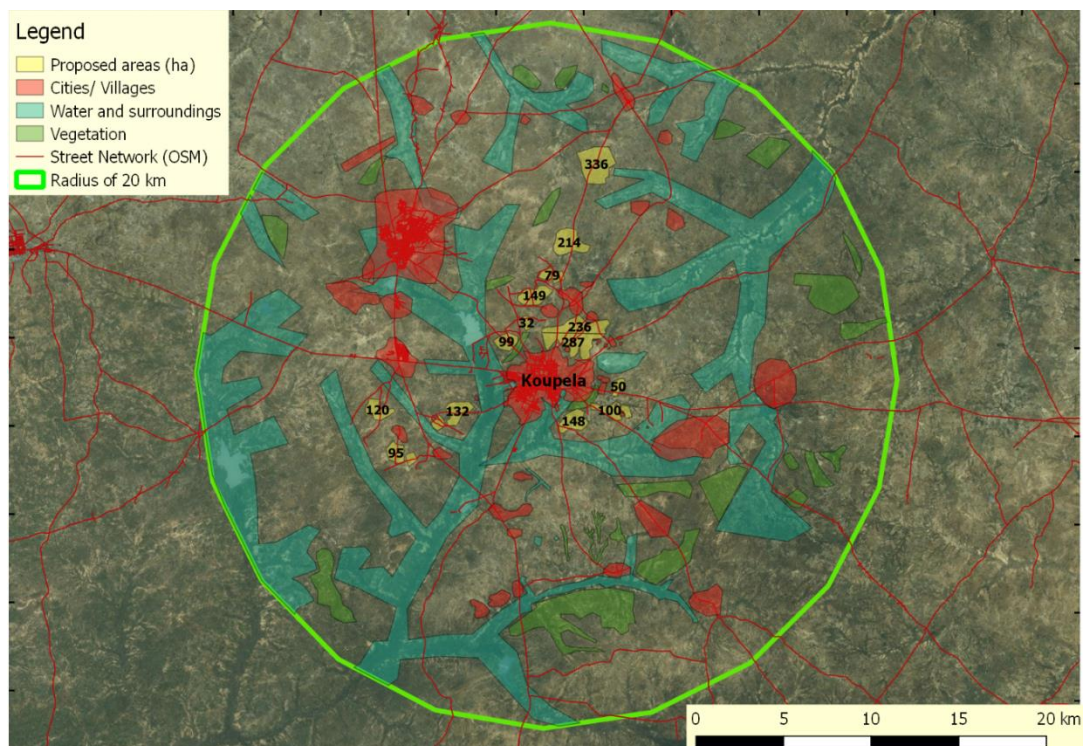 Legend
Proposed areas (ha)
Cities/ Villages
Water and surroundings
Vegetation
Street Network (OSM)
Radius of 20 km
336
214
79
149
32
236
99
287
Koupela
50
120
132
100
148
95
0 5 10 15 20 km